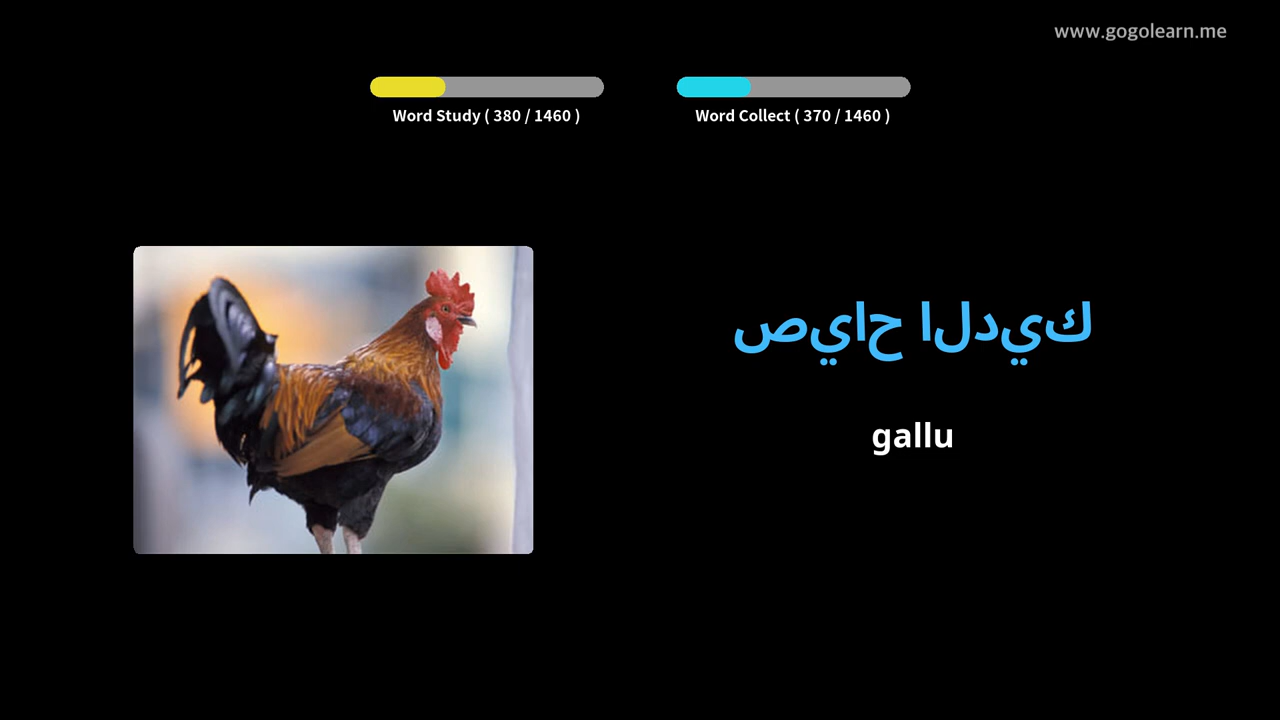 www.gogolearn.me
Word Study ( 380 / 1460 )
Word Collect ( 370 / 1460 )
صياح الديك
gallu